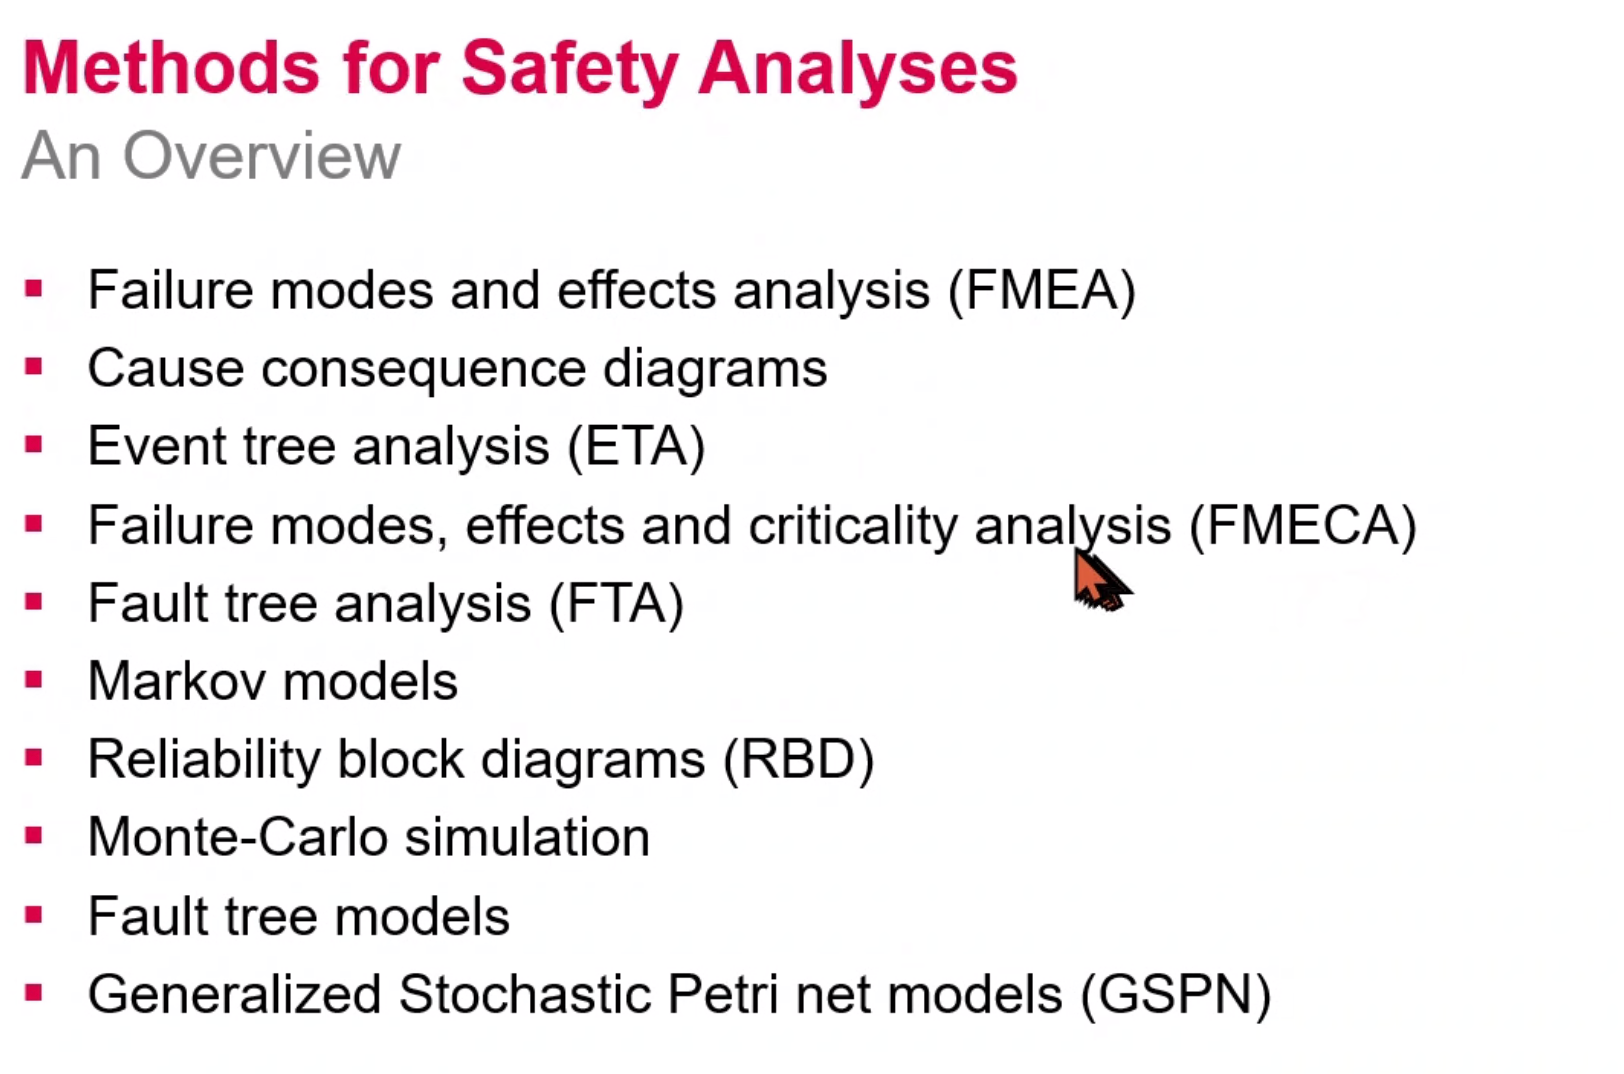 Methods for Safety Analyses
An Overview
Failure modes and effects analysis (FMEA)
Cause consequence diagrams
Event tree analysis (ETA)
Failure modes, effects and criticality analysis (FMECA)
Fault tree analysis (FTA)
Markov models
Reliability block diagrams (RBD)
Monte-Carlo simulation
Fault tree models
Generalized Stochastic Petri net models (GSPN)